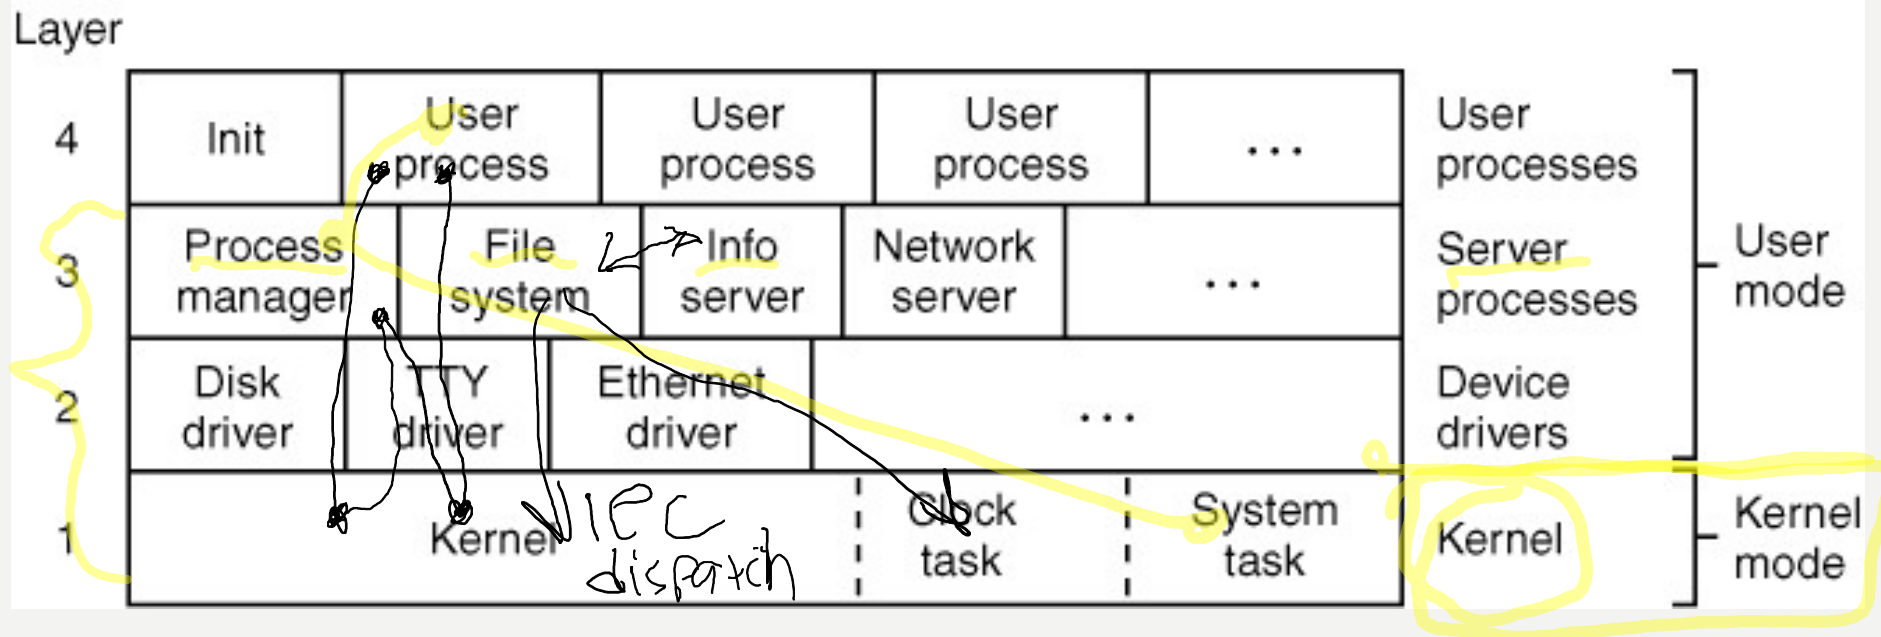 Layer
4
Init
User
process
User
process
User
process
...
User
processes
3
Process
manager
File
system
Info
server
Network
server
...
Server
processes
User
mode
2
Disk
driver
TTY
driver
Ethernet
driver
...
Device
drivers
1
Kernel
IPC
dispatch
Clock
task
System
task
Kernel
Kernel
mode